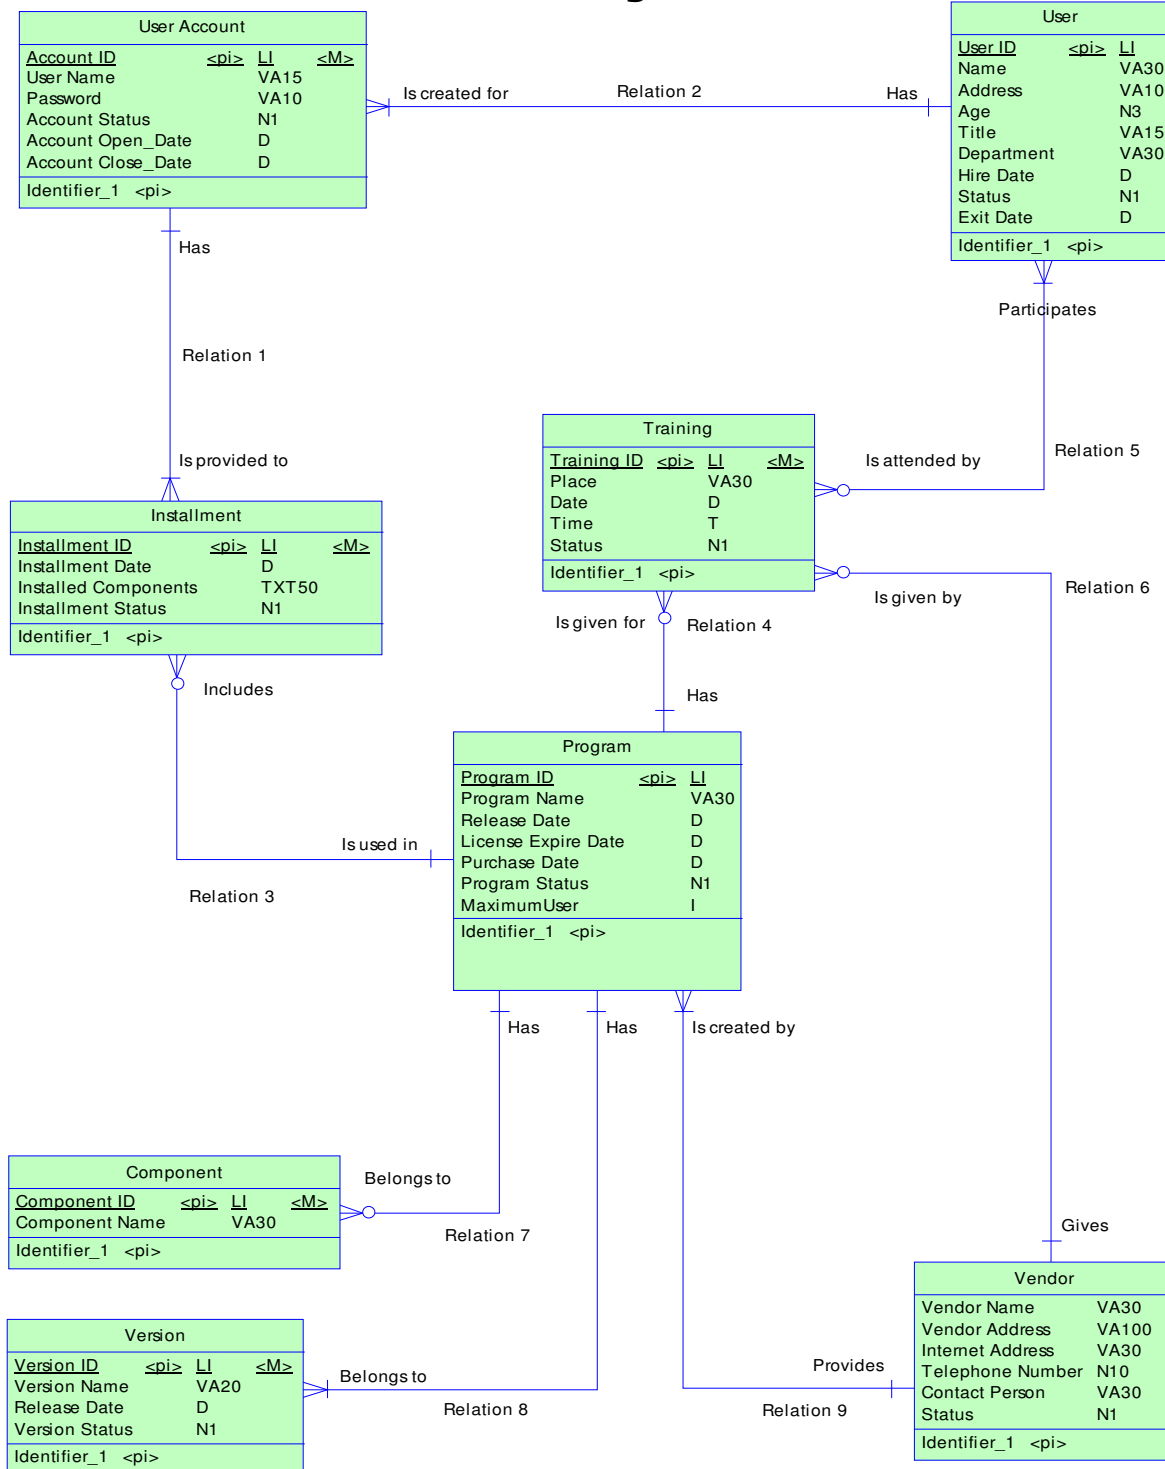 User Account
Account ID <pi> LI <M>
User Name VA15
Password VA10
Account Status N1
Account Open_Date D
Account Close_Date D
Identifier_1 <pi>
User
User ID <pi> LI
Name VA30
Address VA10
Age N3
Title VA15
Department VA30
Hire Date D
Status N1
Exit Date D
Identifier_1 <pi>
Is created for
Relation 2
Has
Has
Relation 1
Is provided to
Participates
Relation 5
Is attended by
Training
Training ID <pi> LI <M>
Place VA30
Date D
Time T
Status N1
Identifier_1 <pi>
Installment
Installment ID <pi> LI <M>
Installment Date D
Installed Components TXT50
Installment Status N1
Identifier_1 <pi>
Is given by
Relation 6
Is given for
Relation 4
Has
Includes
Is used in
Relation 3
Program
Program ID <pi> LI
Program Name VA30
Release Date D
License Expire Date D
Purchase Date D
Program Status N1
MaximumUser I
Identifier_1 <pi>
Has
Has
Is created by
Component
Component ID <pi> LI <M>
Component Name VA30
Identifier_1 <pi>
Belongs to
Relation 7
Gives
Vendor
Vendor Name VA30
Vendor Address VA100
Internet Address VA30
Telephone Number N10
Contact Person VA30
Status N1
Identifier_1 <pi>
Version
Version ID <pi> LI <M>
Version Name VA20
Release Date D
Version Status N1
Identifier_1 <pi>
Belongs to
Relation 8
Provides
Relation 9